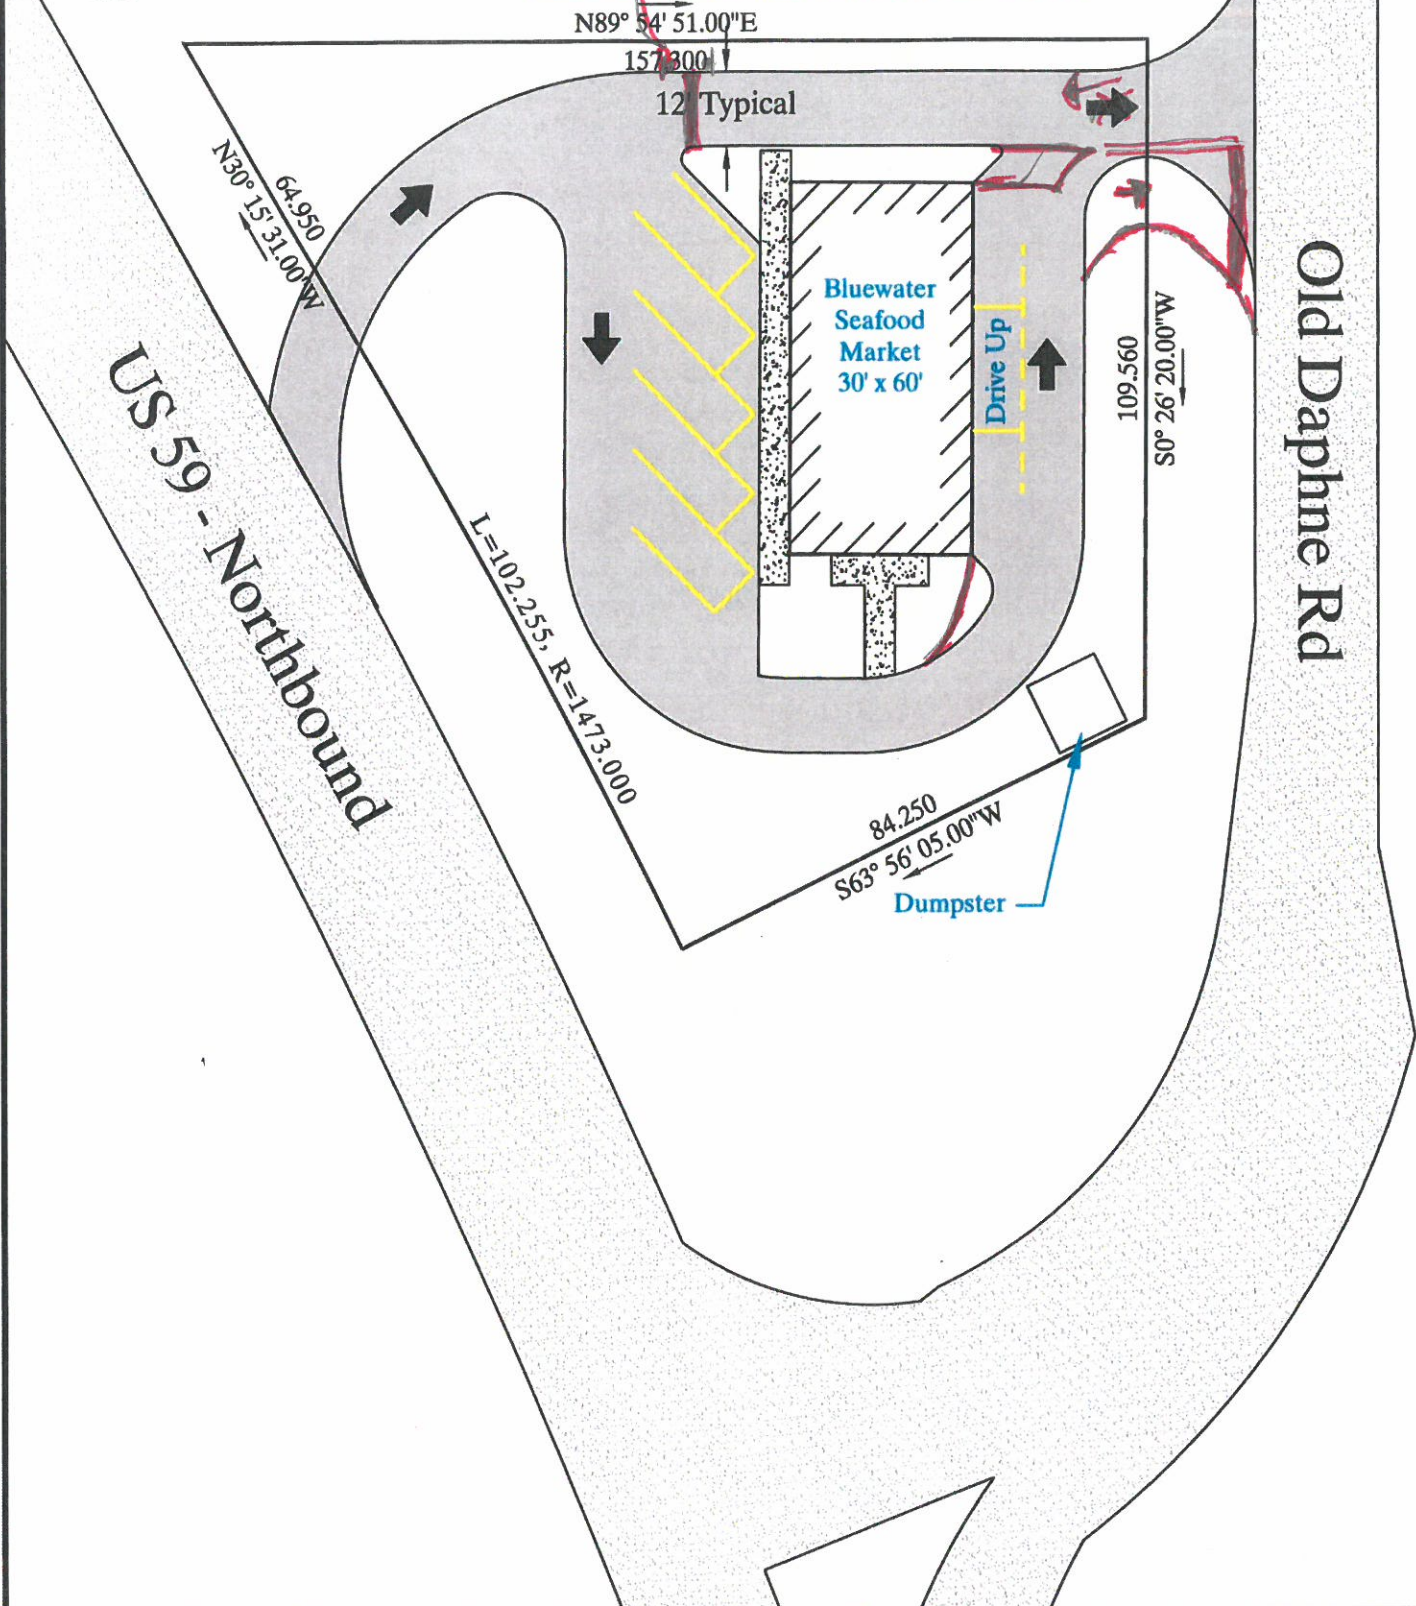 N89° 54' 51.00"E
157.300
12' Typical
N30° 15' 31.00"W
64.950
US 59 - Northbound
L=102.255, R=1473.000
Bluewater
Seafood
Market
30' x 60'
Drive Up
109.560
S0° 26' 20.00"W
Old Daphne Rd
84.250
S63° 56' 05.00"W
Dumpster